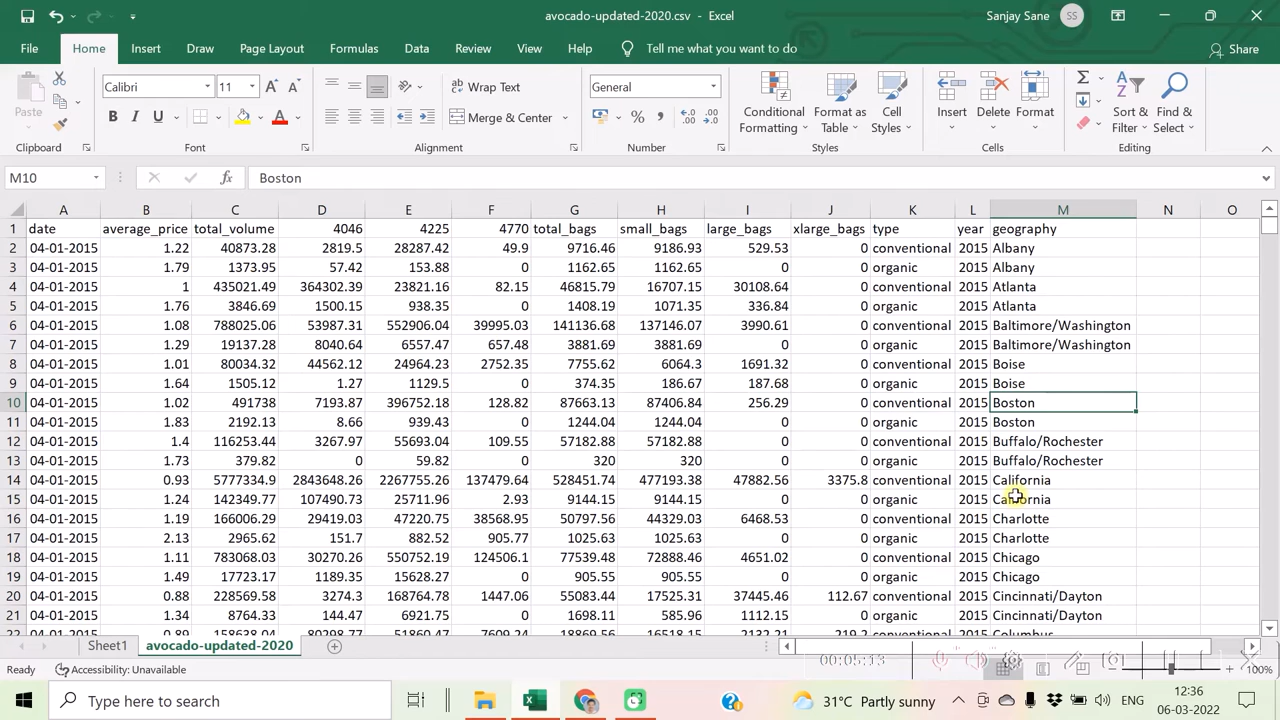 avocado-updated-2020.csv - Excel
Sanjay Sane
SS
File Home Insert Draw Page Layout Formulas Data Review View Help Tell me what you want to do Share
Paste
Calibri 11
B I U
Wrap Text
Merge & Center
General
Conditional Formatting
Format as Table
Cell Styles
Insert Delete Format
Sort & Filter
Find & Select
Clipboard Font Alignment Number Styles Cells Editing
M10 fx Boston
A B C D E F G H I J K L M N O
1 date average_price total_volume 4046 4225 4770 total_bags small_bags large_bags xlarge_bags type year geography
2 04-01-2015 1.22 40873.28 2819.5 28287.42 49.9 9716.46 9186.93 529.53 0 conventional 2015 Albany
3 04-01-2015 1.79 1373.95 57.42 153.88 0 1162.65 1162.65 0 0 organic 2015 Albany
4 04-01-2015 1 435021.49 364302.39 23821.16 82.15 46815.79 16707.15 30108.64 0 conventional 2015 Atlanta
5 04-01-2015 1.76 3846.69 1500.15 938.35 0 1408.19 1071.35 336.84 0 organic 2015 Atlanta
6 04-01-2015 1.08 788025.06 53987.31 552906.04 39995.03 141136.68 137146.07 3990.61 0 conventional 2015 Baltimore/Washington
7 04-01-2015 1.29 19137.28 8040.64 6557.47 657.48 3881.69 3881.69 0 0 organic 2015 Baltimore/Washington
8 04-01-2015 1.01 80034.32 44562.12 24964.23 2752.35 7755.62 6064.3 1691.32 0 conventional 2015 Boise
9 04-01-2015 1.64 1505.12 1.27 1129.5 0 374.35 186.67 187.68 0 organic 2015 Boise
10 04-01-2015 1.02 491738 7193.87 396752.18 128.82 87663.13 87406.84 256.29 0 conventional 2015 Boston
11 04-01-2015 1.83 2192.13 8.66 939.43 0 1244.04 1244.04 0 0 organic 2015 Boston
12 04-01-2015 1.4 116253.44 3267.97 55693.04 109.55 57182.88 57182.88 0 0 conventional 2015 Buffalo/Rochester
13 04-01-2015 1.73 379.82 0 59.82 0 320 320 0 0 organic 2015 Buffalo/Rochester
14 04-01-2015 0.93 5777334.9 2843648.26 2267755.26 137479.64 528451.74 477193.38 47882.56 3375.8 conventional 2015 California
15 04-01-2015 1.24 142349.77 107490.73 25711.96 2.93 9144.15 9144.15 0 0 organic 2015 California
16 04-01-2015 1.19 166006.29 29419.03 47220.75 38568.95 50797.56 44329.03 6468.53 0 conventional 2015 Charlotte
17 04-01-2015 2.13 2965.62 151.7 882.52 905.77 1025.63 1025.63 0 0 organic 2015 Charlotte
18 04-01-2015 1.11 783068.03 30270.26 550752.19 124506.1 77539.48 72888.46 4651.02 0 conventional 2015 Chicago
19 04-01-2015 1.49 17723.17 1189.35 15628.27 0 905.55 905.55 0 0 organic 2015 Chicago
20 04-01-2015 0.88 228569.58 3274.3 168764.78 1447.06 55083.44 17525.31 37445.46 112.67 conventional 2015 Cincinnati/Dayton
21 04-01-2015 1.34 8764.33 144.47 6921.75 0 1698.11 585.96 1112.15 0 organic 2015 Cincinnati/Dayton
22 04-01-2015 0.89 158638.04 80298.77 51860.47 7609.24 18869.56 16518.15 2132.21 219.2 conventional 2015 Columbus
Sheet1 avocado-updated-2020
Ready Accessibility: Unavailable 00:05:13 100%
Type here to search 31°C Partly sunny ENG 12:36
06-03-2022